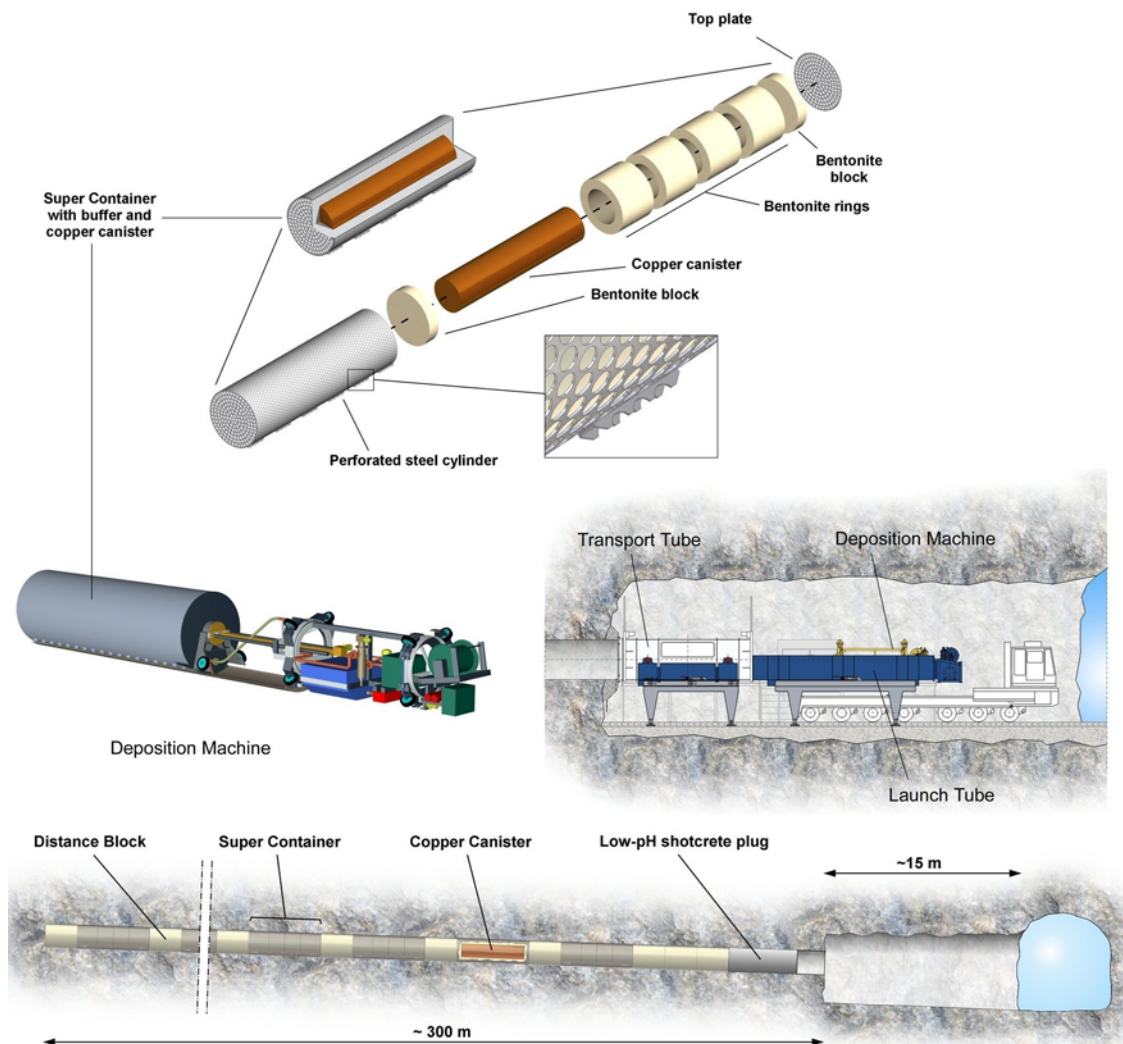 Top plate
Bentonite
block
Bentonite rings
Super Container
with buffer and
copper canister
Copper canister
Bentonite block
Perforated steel cylinder
Transport Tube
Deposition Machine
Deposition Machine
Launch Tube
Distance Block
Super Container
Copper Canister
Low-pH shotcrete plug
~15 m
~ 300 m